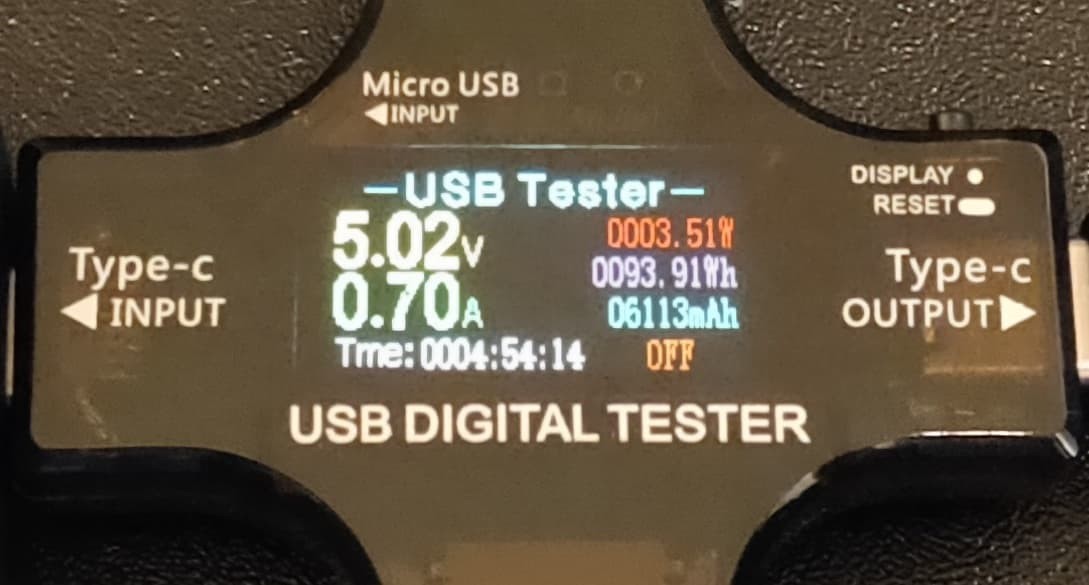 Micro USB
◀INPUT
DISPLAY ●
RESET
—USB Tester—
5.02V
0003.51W
0093.91Wh
0.70A
06113mAh
Tme:0004:54:14
OFF
Type-c
◀ INPUT
Type-c
OUTPUT▶
USB DIGITAL TESTER